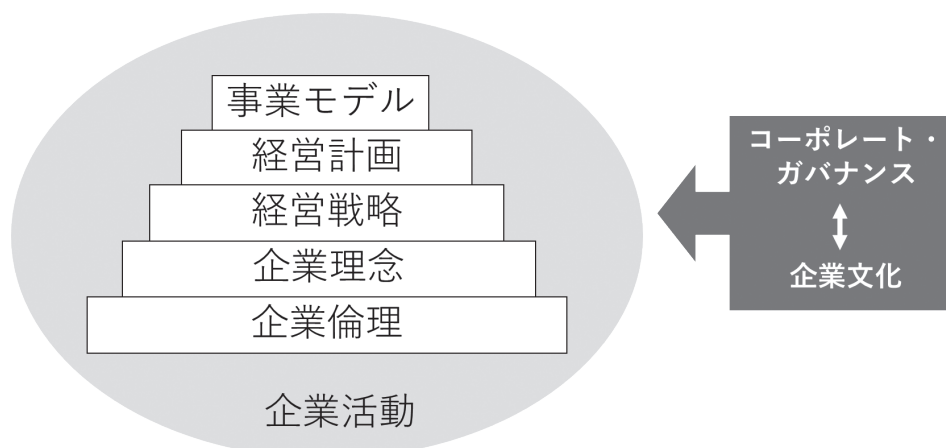 事業モデル
経営計画
経営戦略
企業理念
企業倫理
企業活動
コーポレート・
ガバナンス
企業文化